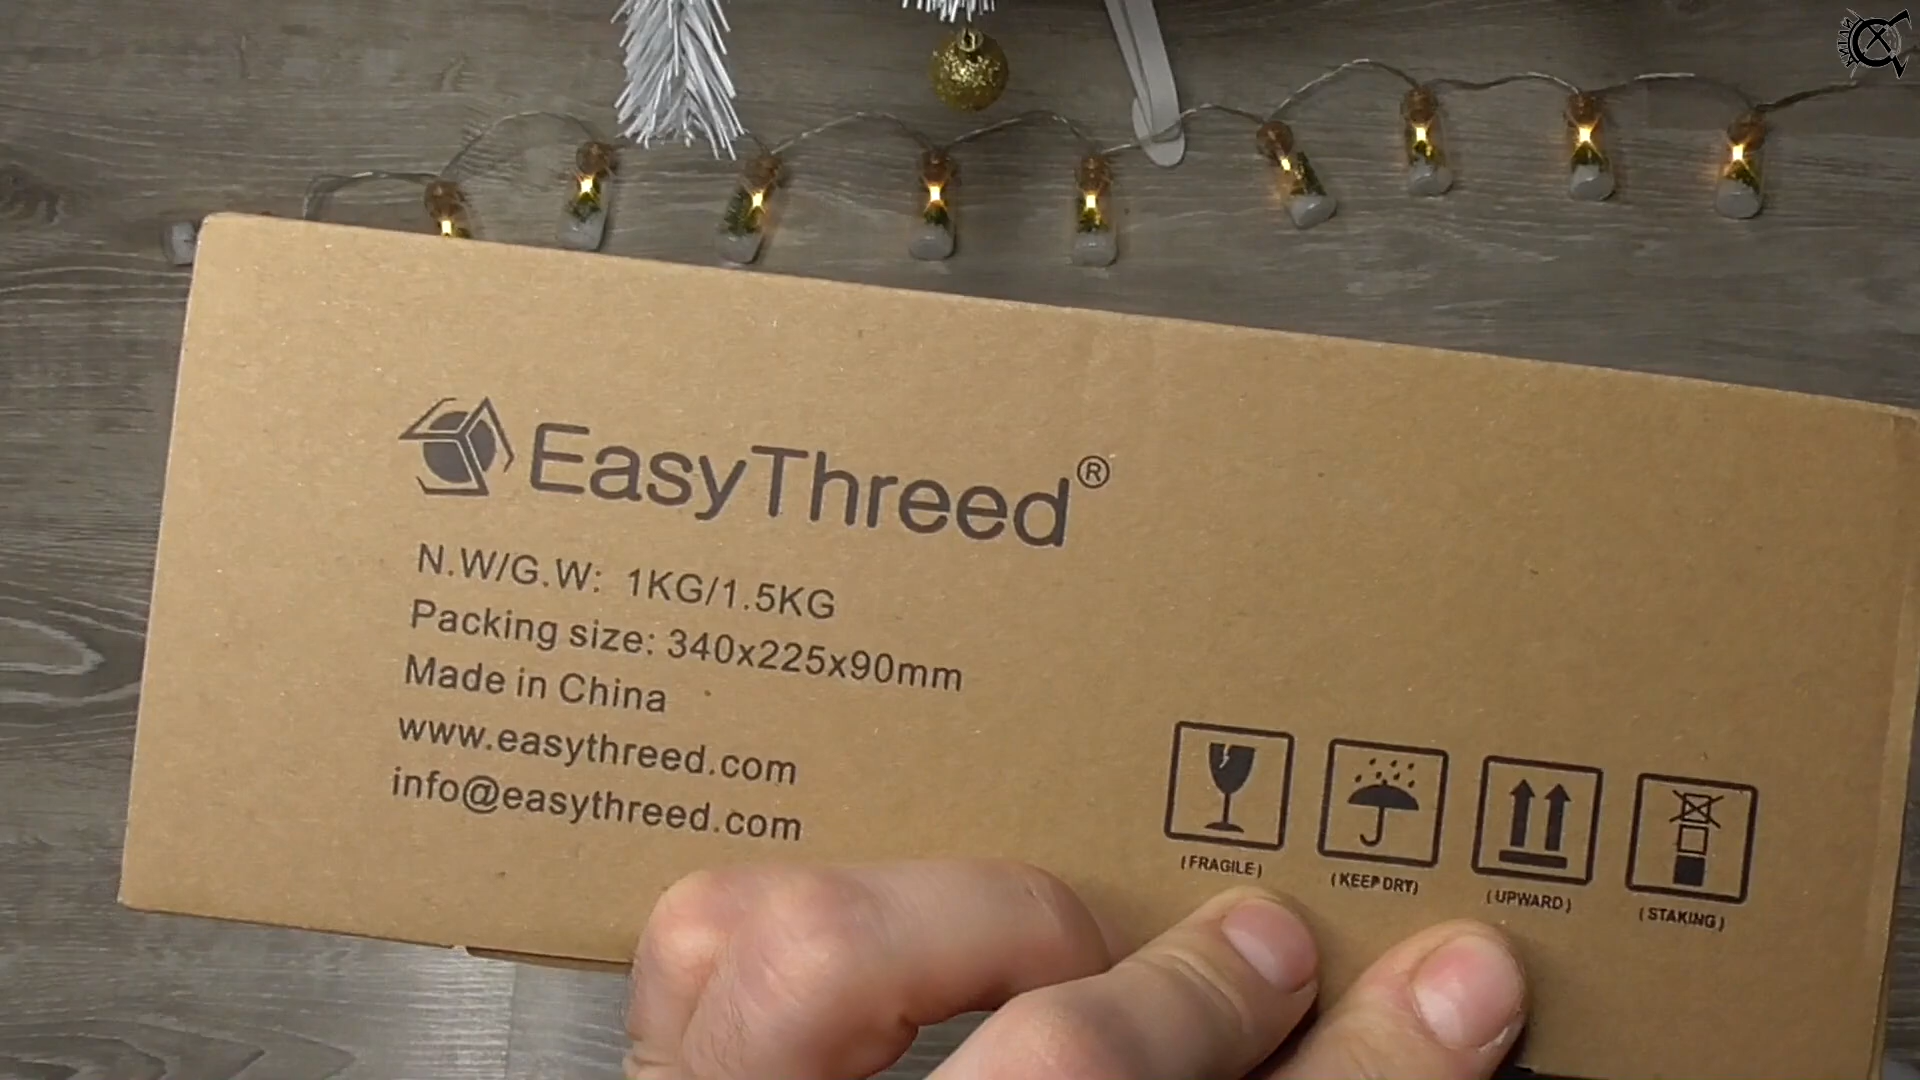 EasyThreed®
N.W/G.W: 1KG/1.5KG
Packing size: 340x225x90mm
Made in China
www.easythreed.com
info@easythreed.com
(FRAGILE)
(KEEP DRY)
(UPWARD)
(STAKING)